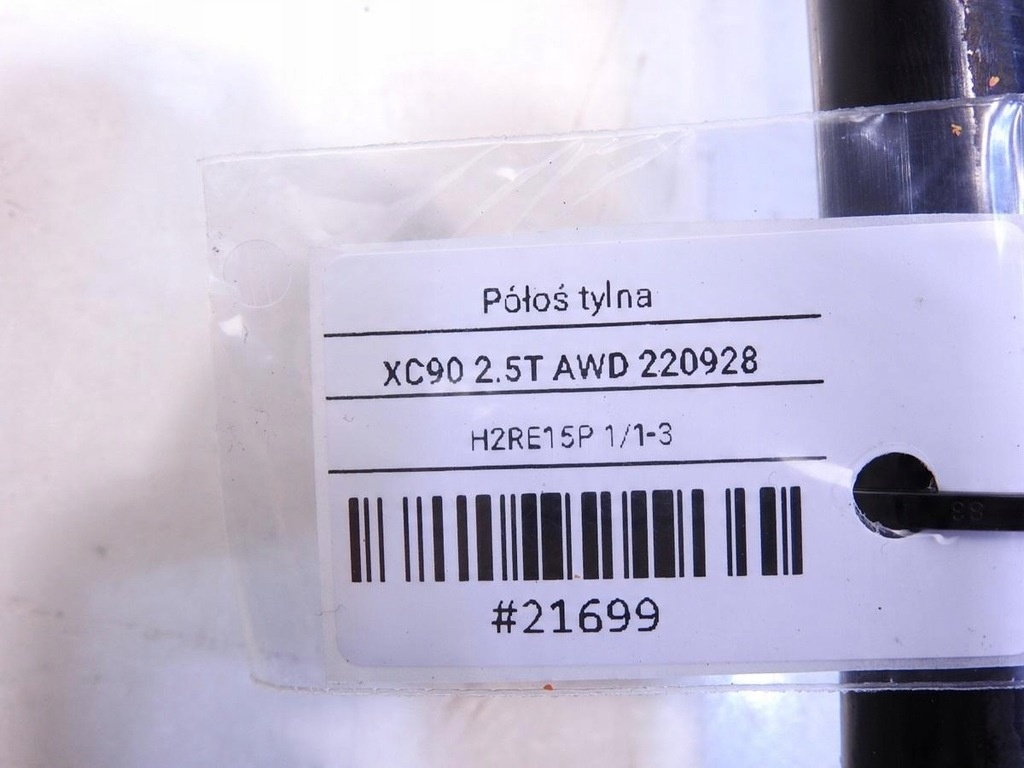 Półoś tylna
XC90 2.5T AWD 220928
H2RE15P 1/1-3
#21699